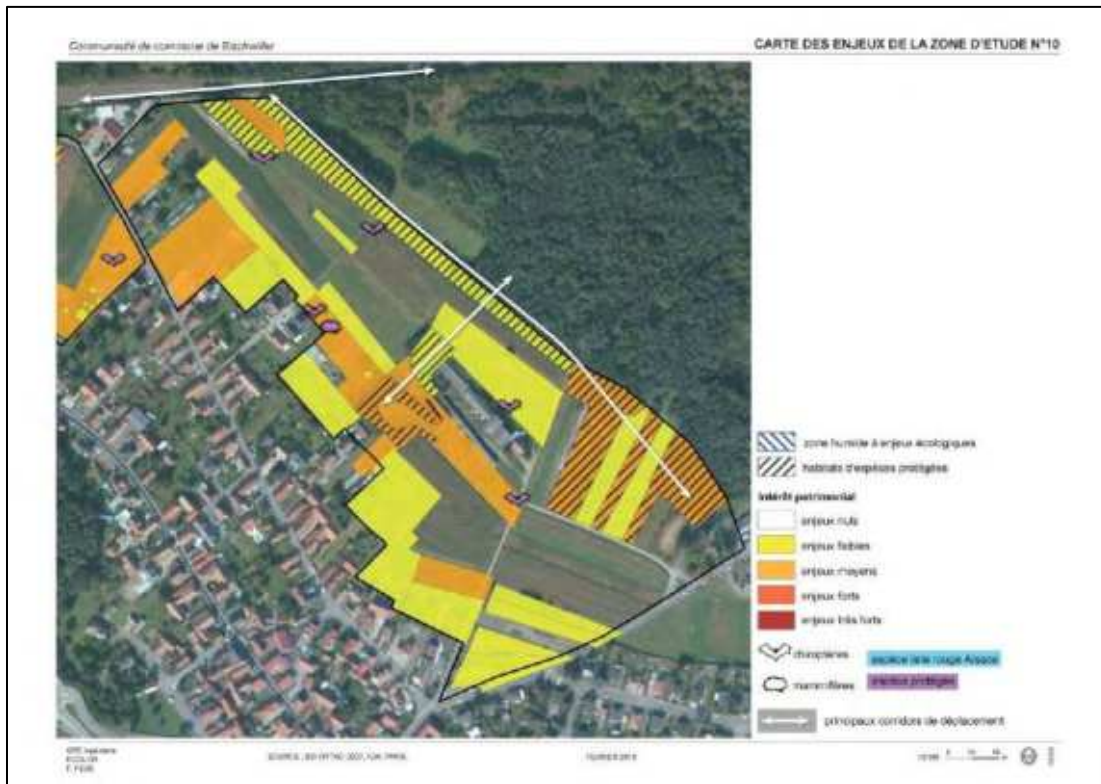 Communauté de commune de Bischwiller
CARTE DES ENJEUX DE LA ZONE D'ETUDE N°10
zone humide à enjeux écologiques
habitats d'espèces protégées
Intérêt patrimonial
enjeux nuls
enjeux faibles
enjeux moyens
enjeux forts
enjeux très forts
chiroptères
espèce liste rouge Alsace
mammifères
espèce protégée
principaux corridors de déplacement
ECOLOR